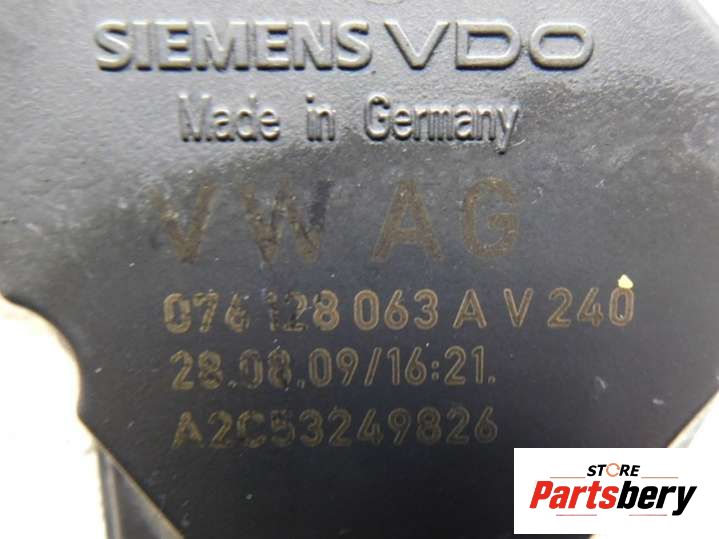 SIEMENS VDO
Made in Germany
VW AG
076 128 063 A V 240
28.08.09/16:21.
A2C53249826
STORE
Partsbery